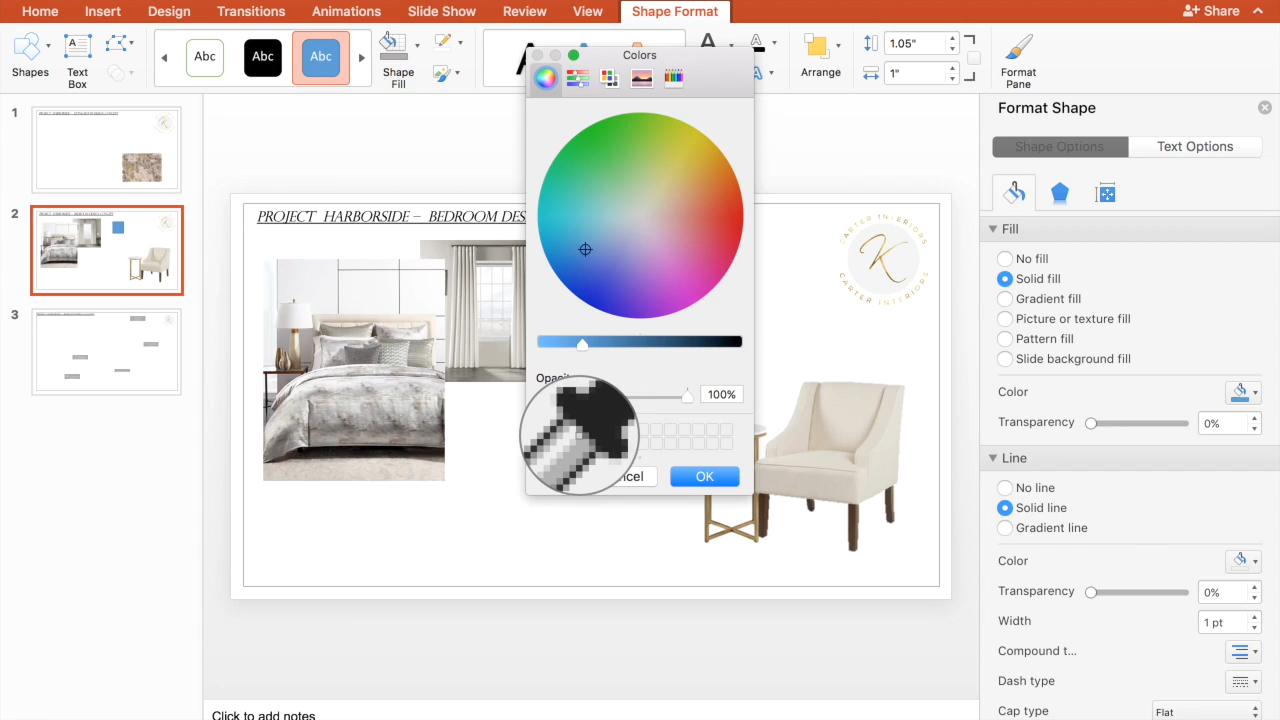 Home Insert Design Transitions Animations Slide Show Review View Shape Format Share
Shapes
Text Box
Abc Abc Abc
Shape Fill
A
A
A
Arrange
1.05"
1"
Format Pane
Colors
1
2
3
PROJECT HARBORSIDE – BEDROOM DES
CARTER INTERIORS
K
CARTER INTERIORS
100%
OK
Format Shape
Shape Options Text Options
Fill
No fill
Solid fill
Gradient fill
Picture or texture fill
Pattern fill
Slide background fill
Color
Transparency 0%
Line
No line
Solid line
Gradient line
Color
Transparency 0%
Width 1 pt
Compound t...
Dash type
Cap type Flat
Click to add notes